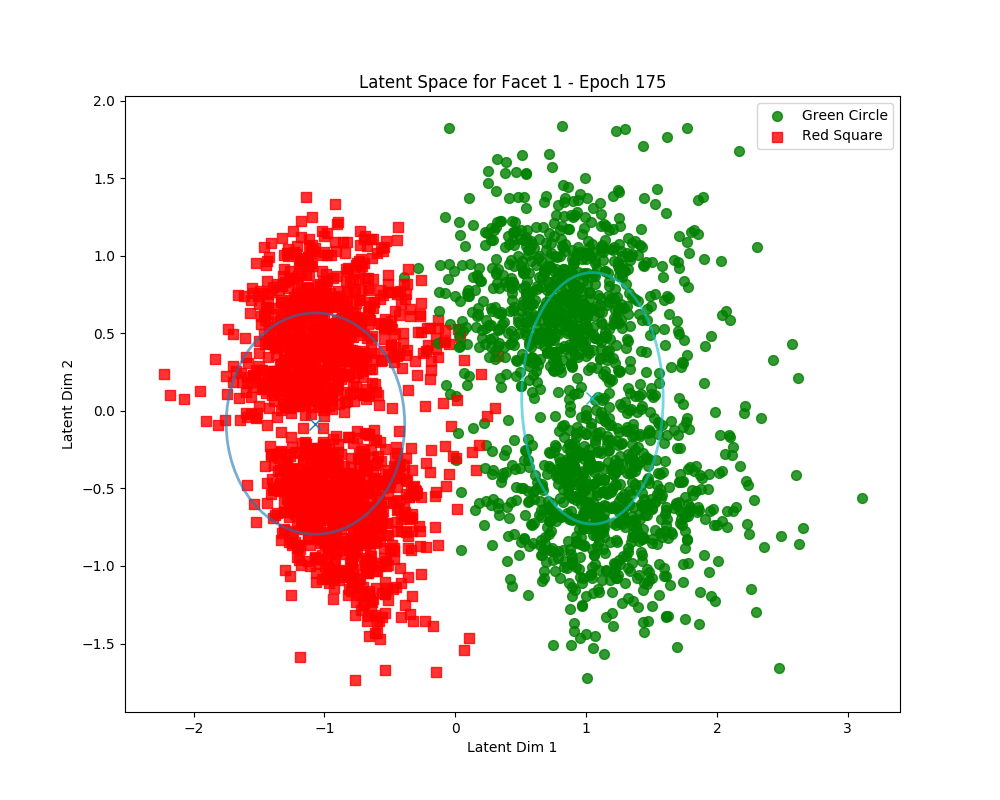 Latent Space for Facet 1 - Epoch 175
Green Circle
Red Square
2.0
1.5
1.0
0.5
0.0
−0.5
−1.0
−1.5
Latent Dim 2
−2
−1
0
1
2
3
Latent Dim 1